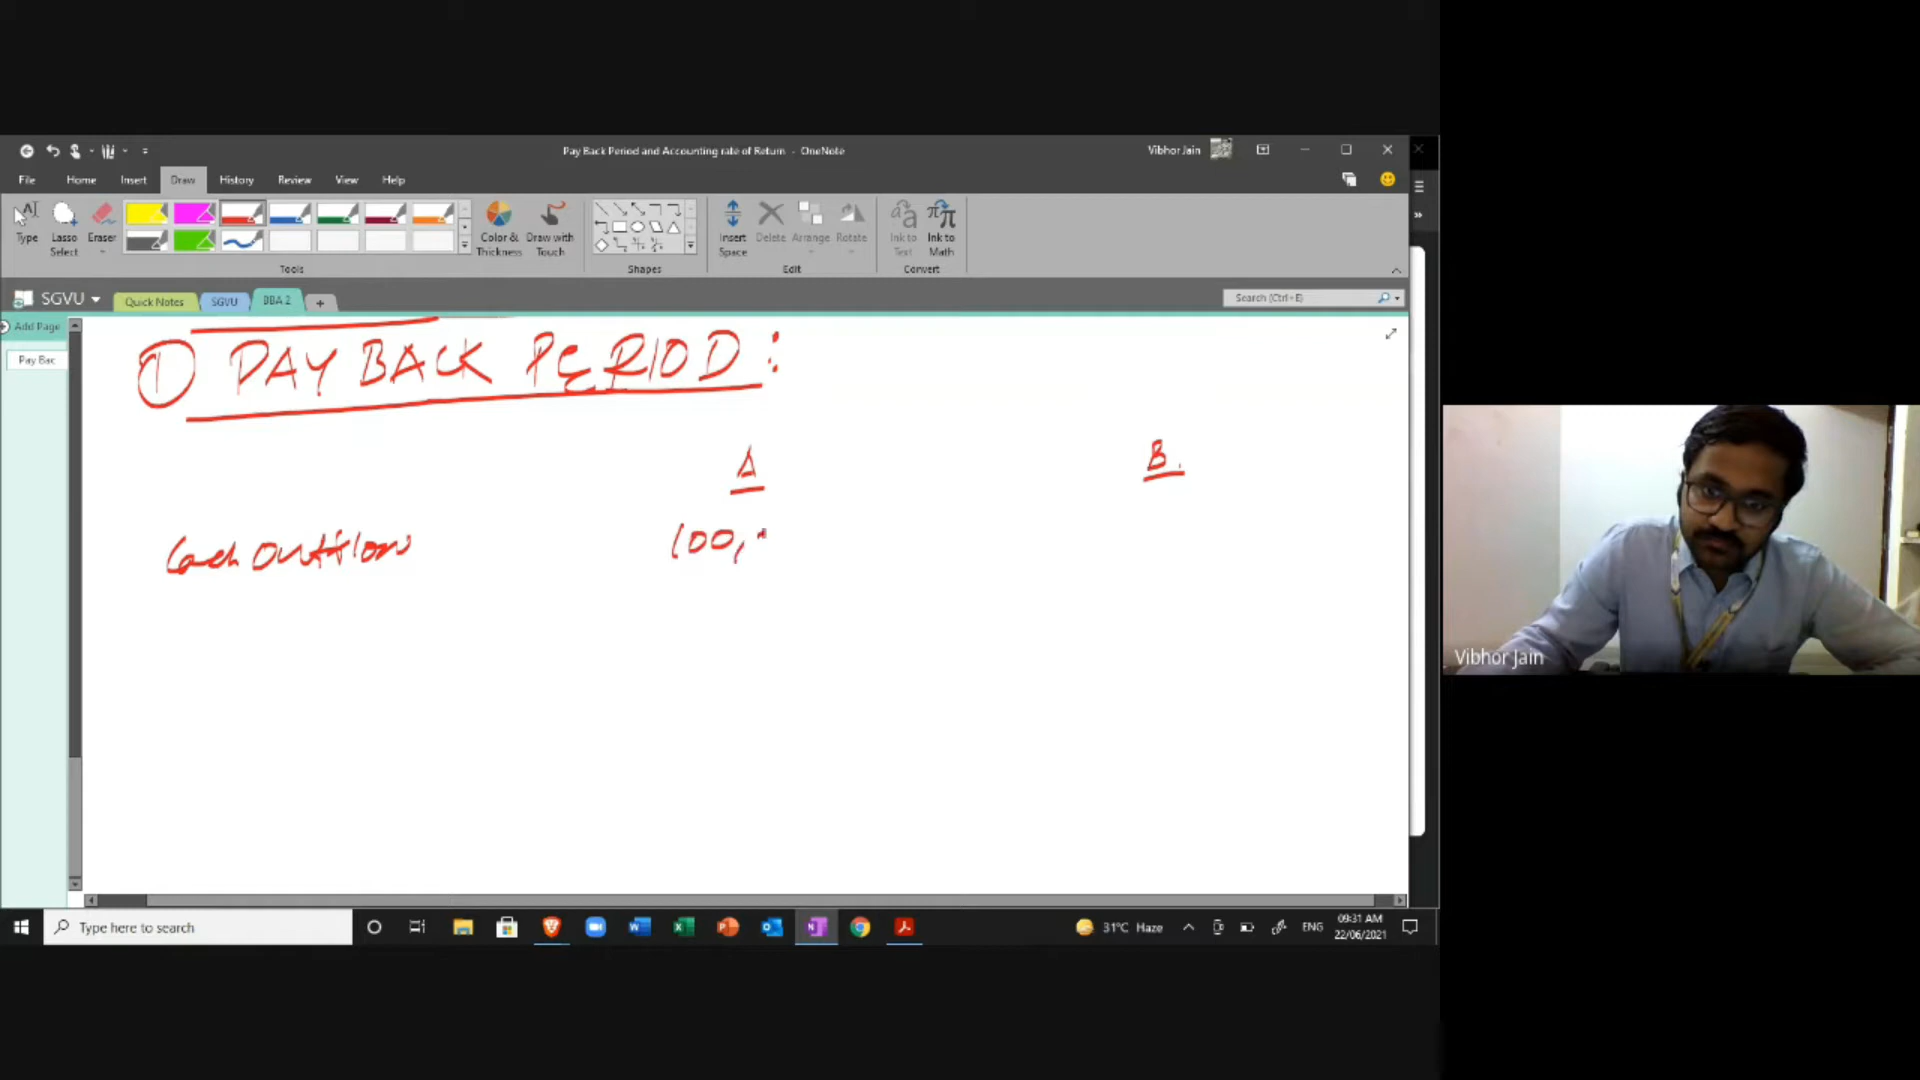 Pay Back Period and Accounting rate of Return - OneNote
Vibhor Jain
File Home Insert Draw History Review View Help
Type
Lasso Select
Eraser
Color & Thickness
Draw with Touch
Insert Space
Delete
Arrange
Rotate
Ink to Text
Ink to Math
Tools
Shapes
Edit
Convert
SGVU
Quick Notes
SGVU
BBA 2
Search (Ctrl+E)
Add Page
Pay Bac
① PAY BACK PERIOD :
A
B.
Cash Outflow
100,
Vibhor Jain
Type here to search
31°C Haze
ENG
09:31 AM
22/06/2021